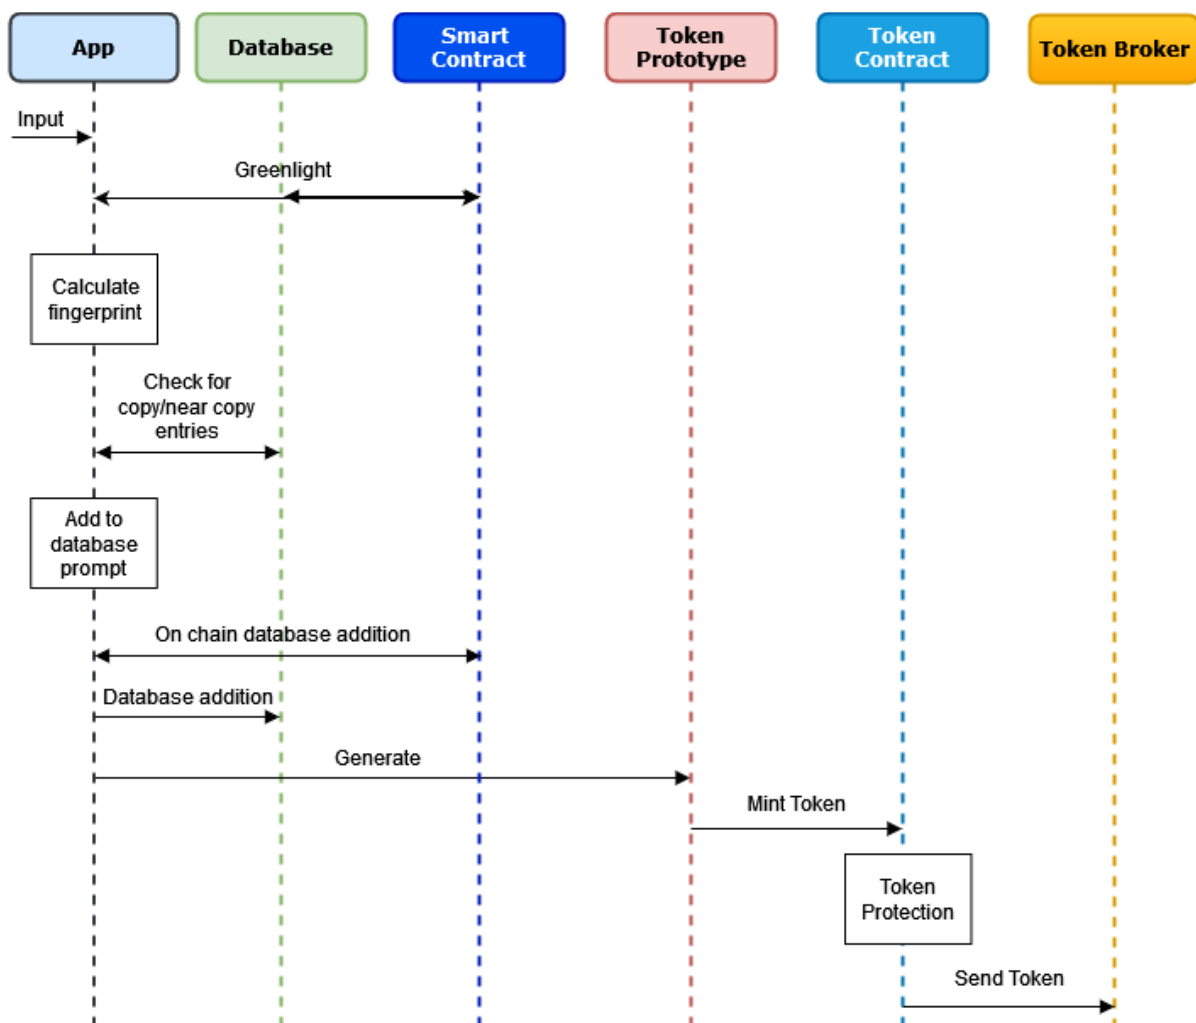 App
Database
Smart
Contract
Token
Prototype
Token
Contract
Token Broker
Input
Greenlight
Calculate
fingerprint
Check for
copy/near copy
entries
Add to
database
prompt
On chain database addition
Database addition
Generate
Mint Token
Token
Protection
Send Token